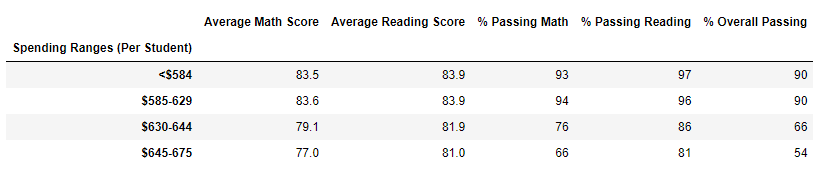 Average Math Score Average Reading Score % Passing Math % Passing Reading % Overall Passing
Spending Ranges (Per Student)
<$584 83.5 83.9 93 97 90
$585-629 83.6 83.9 94 96 90
$630-644 79.1 81.9 76 86 66
$645-675 77.0 81.0 66 81 54